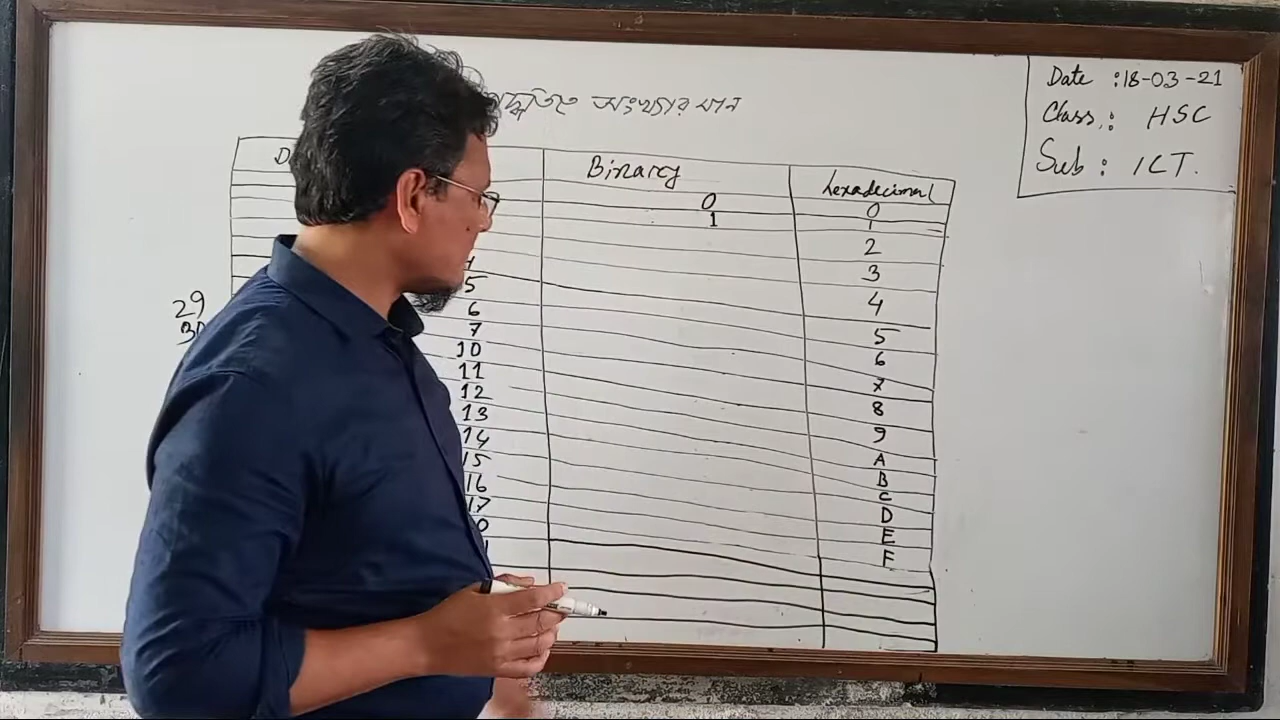 Date : 18-03-21
Class : HSC
Sub : ICT.
সংখ্যার মান
Binary Hexadecimal
0 0
1 1
2
3
4
5 5
6 6
7 7
10 8
11 9
12 A
13 B
14 C
15 D
16 E
17 F
29